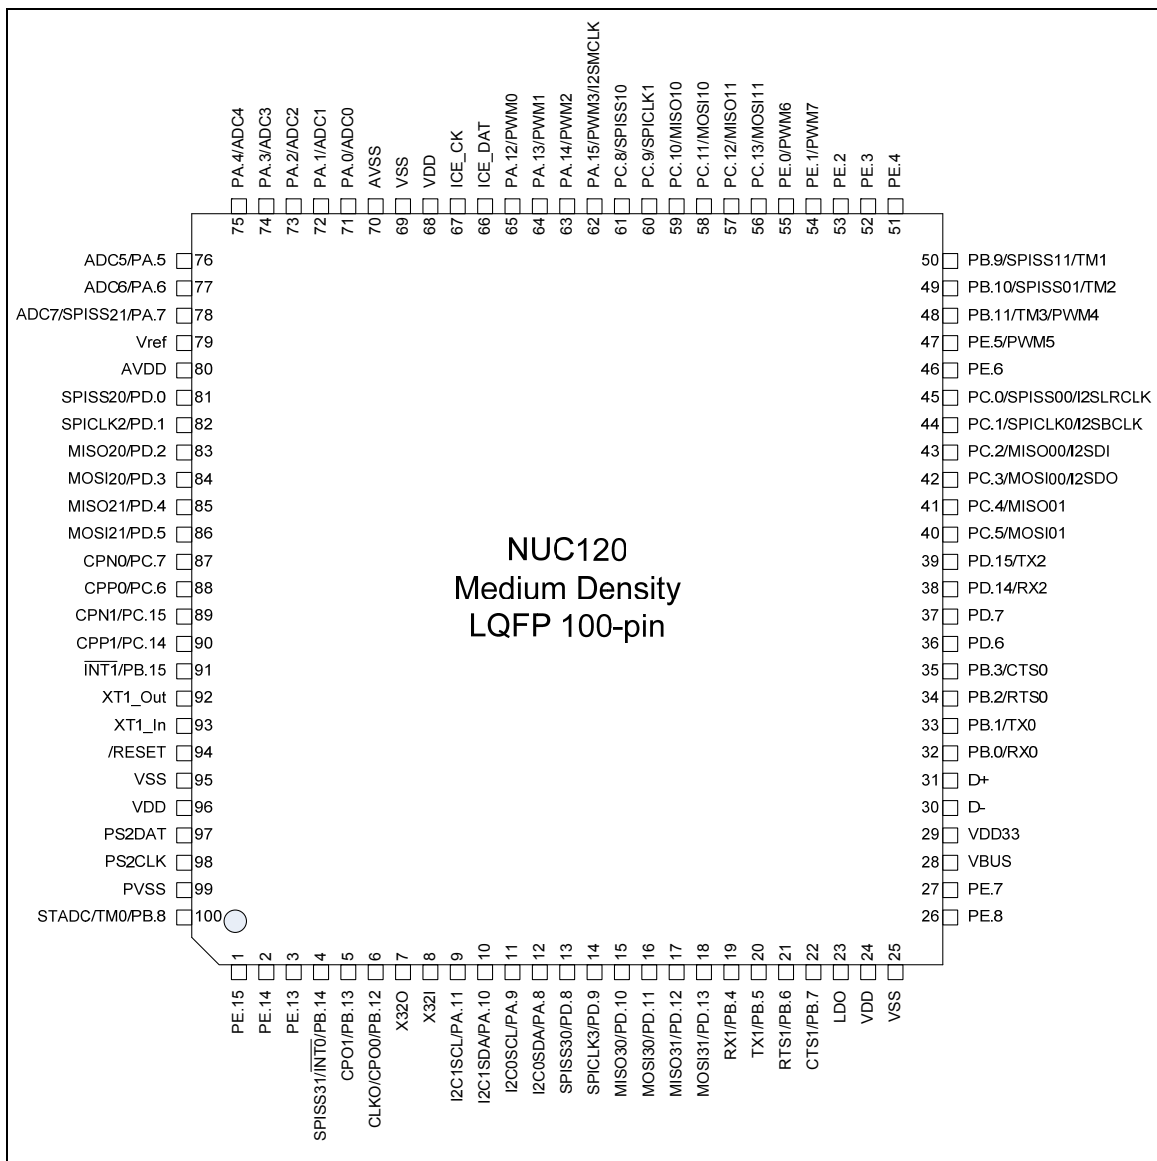 PA.4/ADC4
PA.3/ADC3
PA.2/ADC2
PA.1/ADC1
PA.0/ADC0
AVSS
VSS
VDD
ICE_CK
ICE_DAT
PA.12/PWM0
PA.13/PWM1
PA.14/PWM2
PA.15/PWM3/I2SMCLK
PC.8/SPISS10
PC.9/SPICLK1
PC.10/MISO10
PC.11/MOSI10
PC.12/MISO11
PC.13/MOSI11
PE.0/PWM6
PE.1/PWM7
PE.2
PE.3
PE.4
75
74
73
72
71
70
69
68
67
66
65
64
63
62
61
60
59
58
57
56
55
54
53
52
51
ADC5/PA.5 76
ADC6/PA.6 77
ADC7/SPISS21/PA.7 78
Vref 79
AVDD 80
SPISS20/PD.0 81
SPICLK2/PD.1 82
MISO20/PD.2 83
MOSI20/PD.3 84
MISO21/PD.4 85
MOSI21/PD.5 86
CPN0/PC.7 87
CPP0/PC.6 88
CPN1/PC.15 89
CPP1/PC.14 90
INT1/PB.15 91
XT1_Out 92
XT1_In 93
/RESET 94
VSS 95
VDD 96
PS2DAT 97
PS2CLK 98
PVSS 99
STADC/TM0/PB.8 100
NUC120
Medium Density
LQFP 100-pin
50 PB.9/SPISS11/TM1
49 PB.10/SPISS01/TM2
48 PB.11/TM3/PWM4
47 PE.5/PWM5
46 PE.6
45 PC.0/SPISS00/I2SLRCLK
44 PC.1/SPICLK0/I2SBCLK
43 PC.2/MISO00/I2SDI
42 PC.3/MOSI00/I2SDO
41 PC.4/MISO01
40 PC.5/MOSI01
39 PD.15/TX2
38 PD.14/RX2
37 PD.7
36 PD.6
35 PB.3/CTS0
34 PB.2/RTS0
33 PB.1/TX0
32 PB.0/RX0
31 D+
30 D-
29 VDD33
28 VBUS
27 PE.7
26 PE.8
1
2
3
4
5
6
7
8
9
10
11
12
13
14
15
16
17
18
19
20
21
22
23
24
25
PE.15
PE.14
PE.13
SPISS31/INT0/PB.14
CPO1/PB.13
CLKO/CPO0/PB.12
X32O
X32I
I2C1SCL/PA.11
I2C1SDA/PA.10
I2C0SCL/PA.9
I2C0SDA/PA.8
SPISS30/PD.8
SPICLK3/PD.9
MISO30/PD.10
MOSI30/PD.11
MISO31/PD.12
MOSI31/PD.13
RX1/PB.4
TX1/PB.5
RTS1/PB.6
CTS1/PB.7
LDO
VDD
VSS